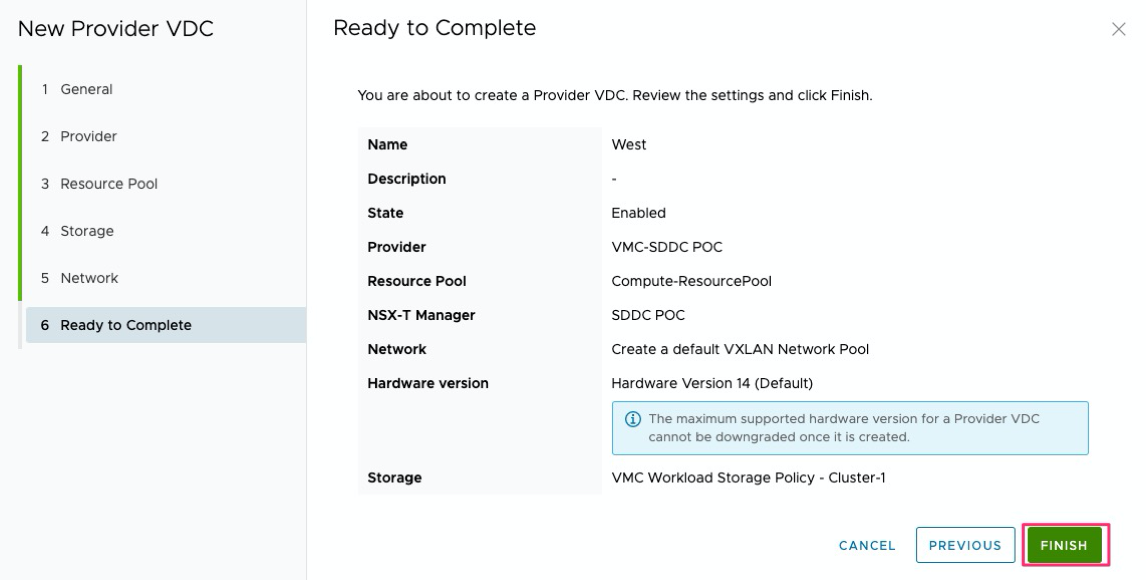 New Provider VDC
1 General
2 Provider
3 Resource Pool
4 Storage
5 Network
6 Ready to Complete
Ready to Complete
You are about to create a Provider VDC. Review the settings and click Finish.
Name West
Description -
State Enabled
Provider VMC-SDDC POC
Resource Pool Compute-ResourcePool
NSX-T Manager SDDC POC
Network Create a default VXLAN Network Pool
Hardware version Hardware Version 14 (Default)
The maximum supported hardware version for a Provider VDC
cannot be downgraded once it is created.
Storage VMC Workload Storage Policy - Cluster-1
CANCEL PREVIOUS FINISH